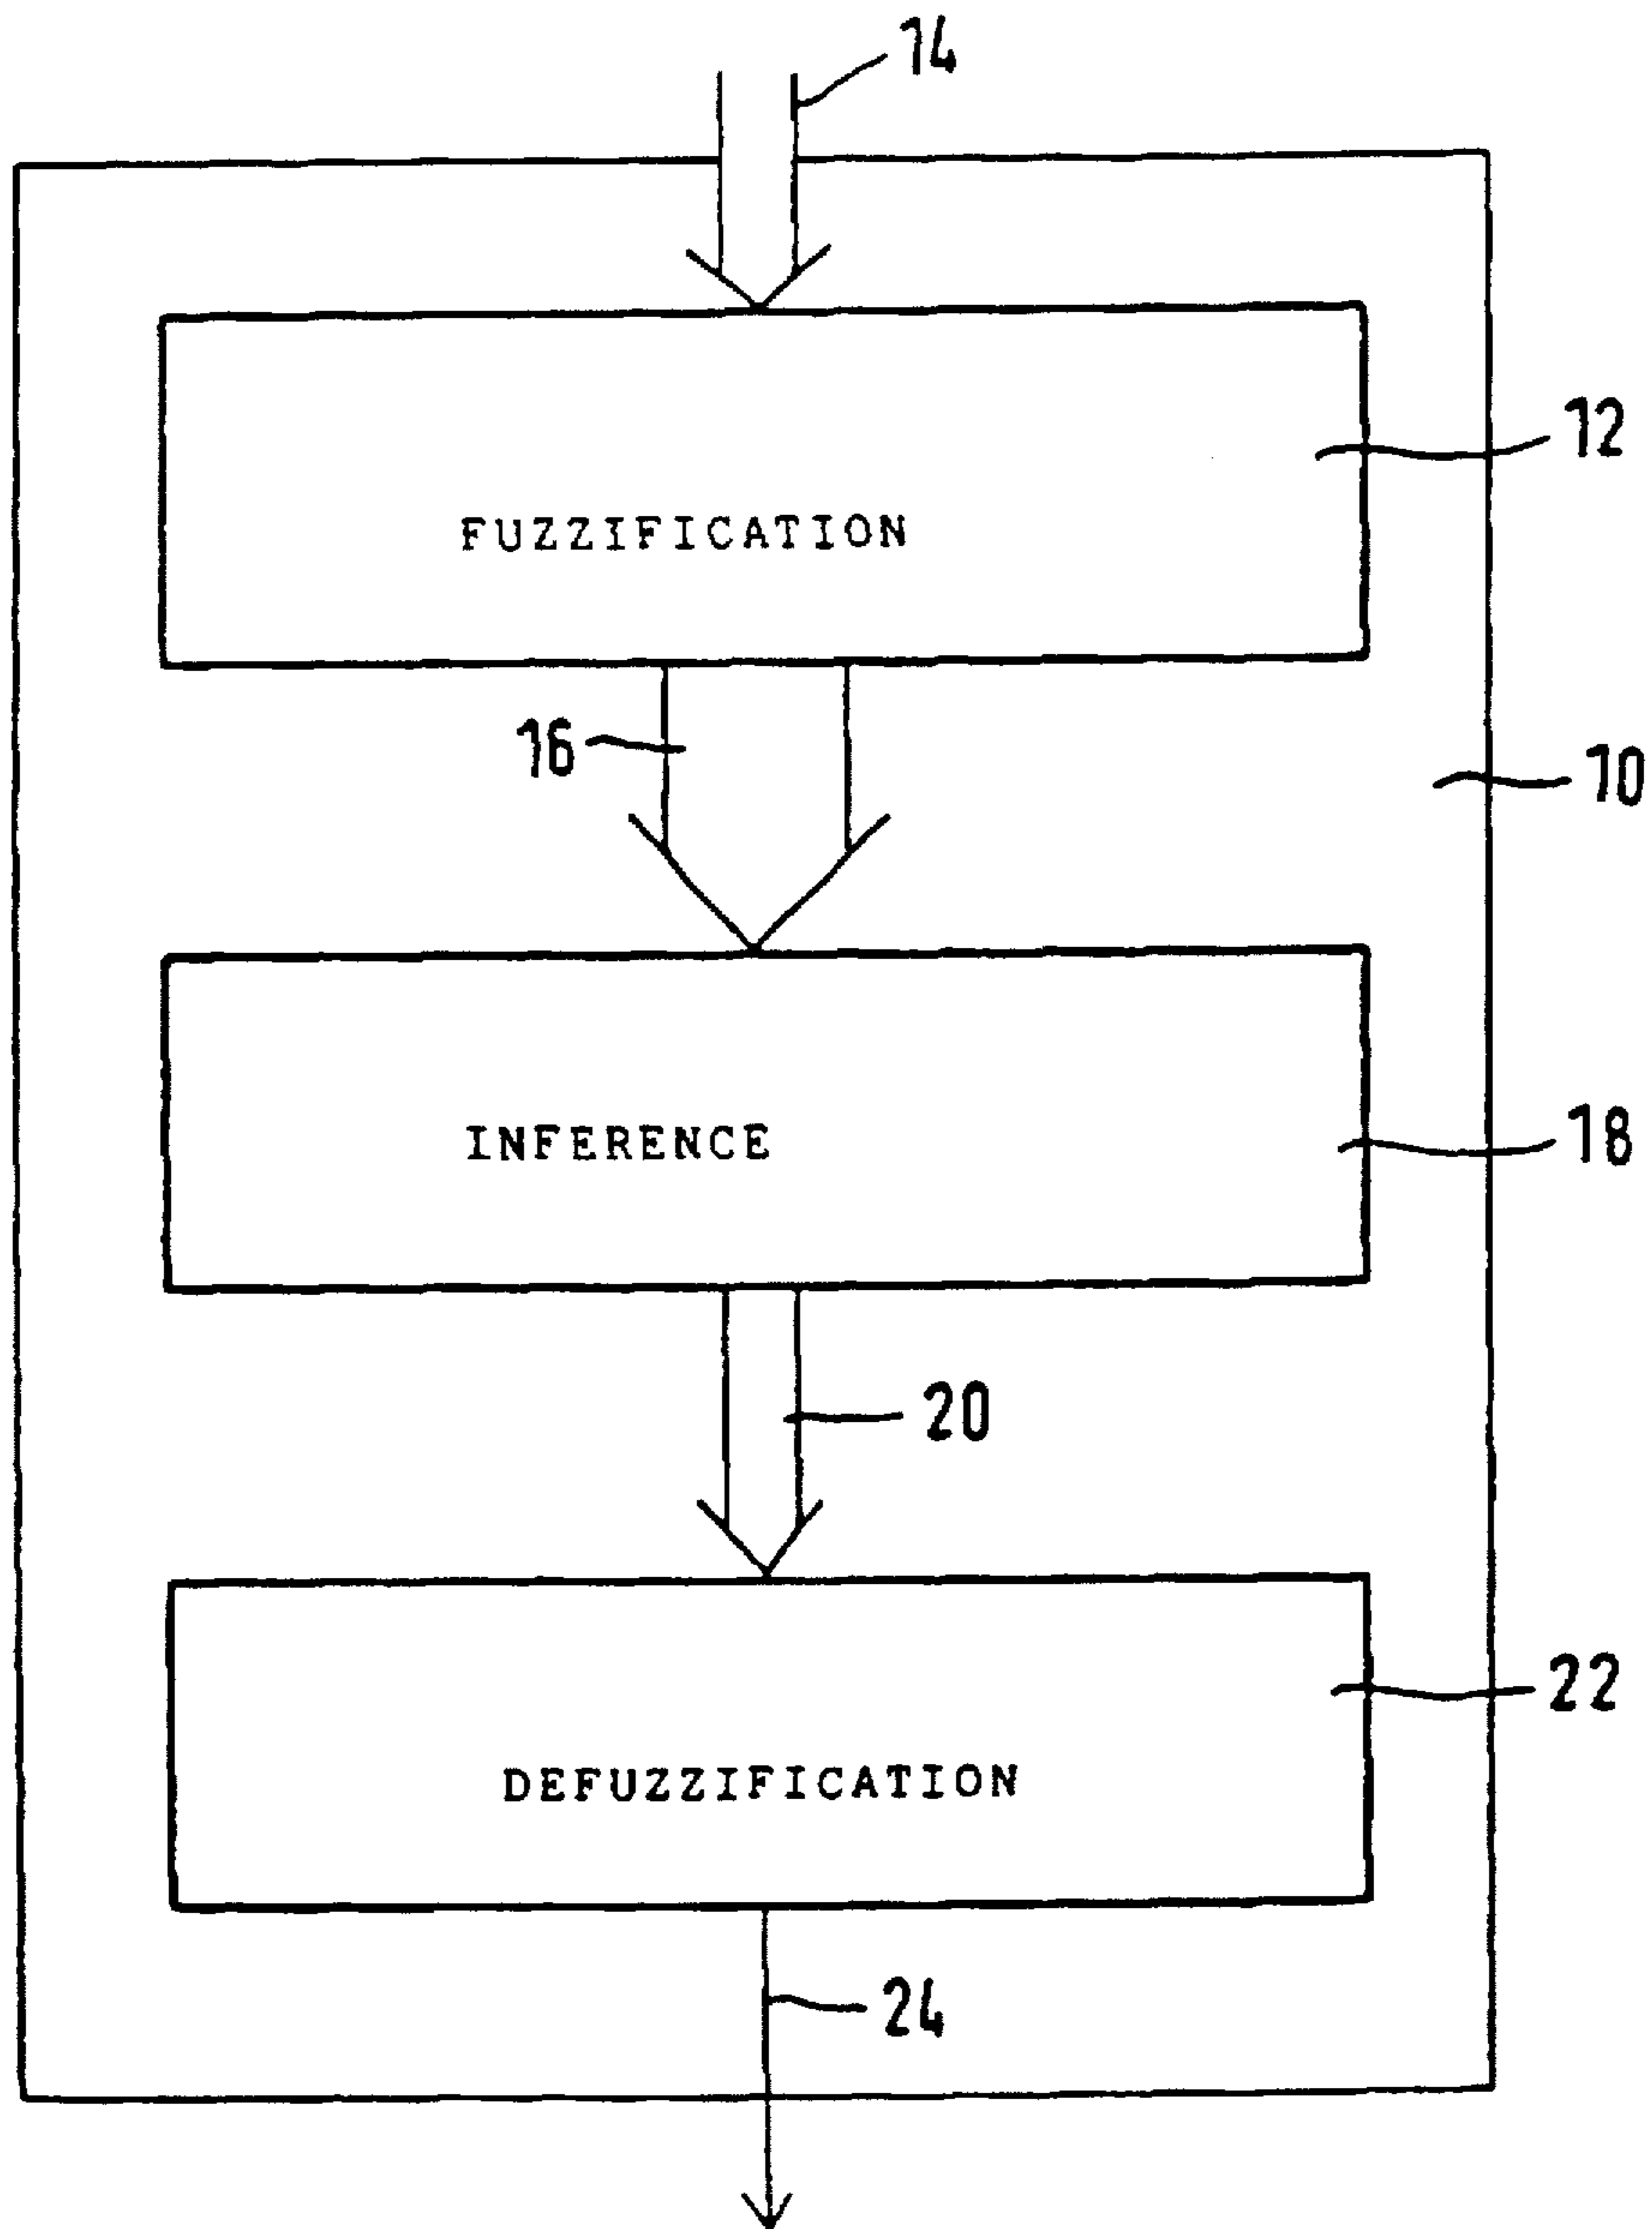 14
12
FUZZIFICATION
16
10
18
INFERENCE
20
22
DEFUZZIFICATION
24